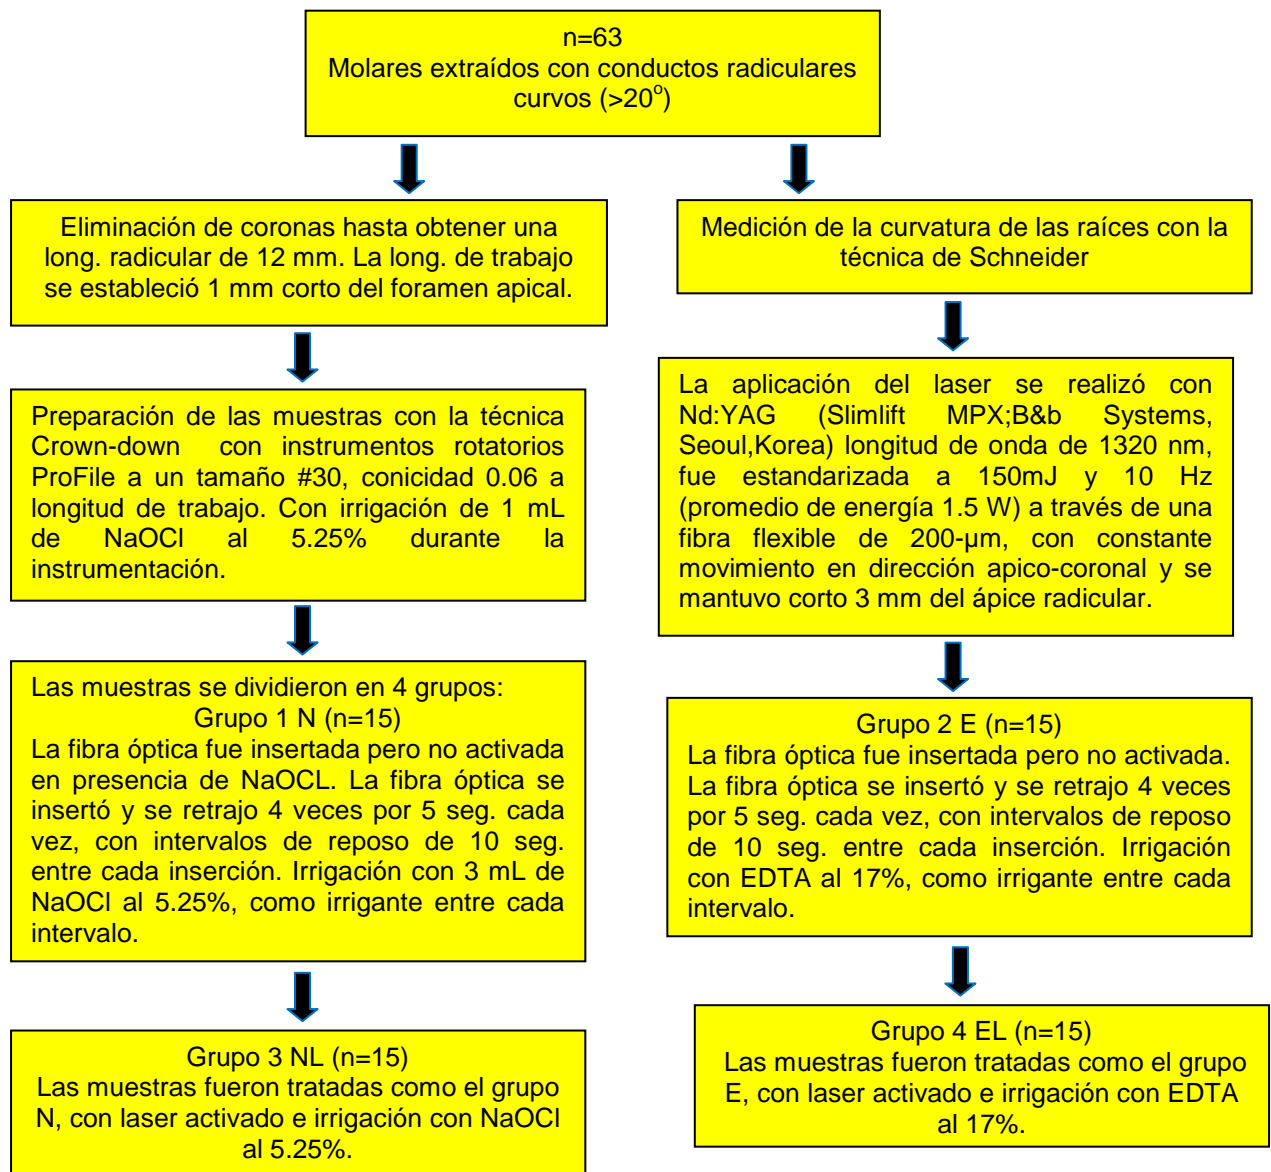 n=63
Molares extraídos con conductos radiculares
curvos (>20º)
Eliminación de coronas hasta obtener una
long. radicular de 12 mm. La long. de trabajo
se estableció 1 mm corto del foramen apical.
Medición de la curvatura de las raíces con la
técnica de Schneider
Preparación de las muestras con la técnica
Crown-down con instrumentos rotatorios
ProFile a un tamaño #30, conicidad 0.06 a
longitud de trabajo. Con irrigación de 1 mL
de NaOCl al 5.25% durante la
instrumentación.
La aplicación del laser se realizó con
Nd:YAG (Slimlift MPX;B&b Systems,
Seoul,Korea) longitud de onda de 1320 nm,
fue estandarizada a 150mJ y 10 Hz
(promedio de energía 1.5 W) a través de una
fibra flexible de 200-µm, con constante
movimiento en dirección apico-coronal y se
mantuvo corto 3 mm del ápice radicular.
Las muestras se dividieron en 4 grupos:
Grupo 1 N (n=15)
La fibra óptica fue insertada pero no activada
en presencia de NaOCL. La fibra óptica se
insertó y se retrajo 4 veces por 5 seg. cada
vez, con intervalos de reposo de 10 seg.
entre cada inserción. Irrigación con 3 mL de
NaOCl al 5.25%, como irrigante entre cada
intervalo.
Grupo 2 E (n=15)
La fibra óptica fue insertada pero no activada.
La fibra óptica se insertó y se retrajo 4 veces
por 5 seg. cada vez, con intervalos de reposo
de 10 seg. entre cada inserción. Irrigación
con EDTA al 17%, como irrigante entre cada
intervalo.
Grupo 3 NL (n=15)
Las muestras fueron tratadas como el grupo
N, con laser activado e irrigación con NaOCl
al 5.25%.
Grupo 4 EL (n=15)
Las muestras fueron tratadas como el grupo
E, con laser activado e irrigación con EDTA
al 17%.